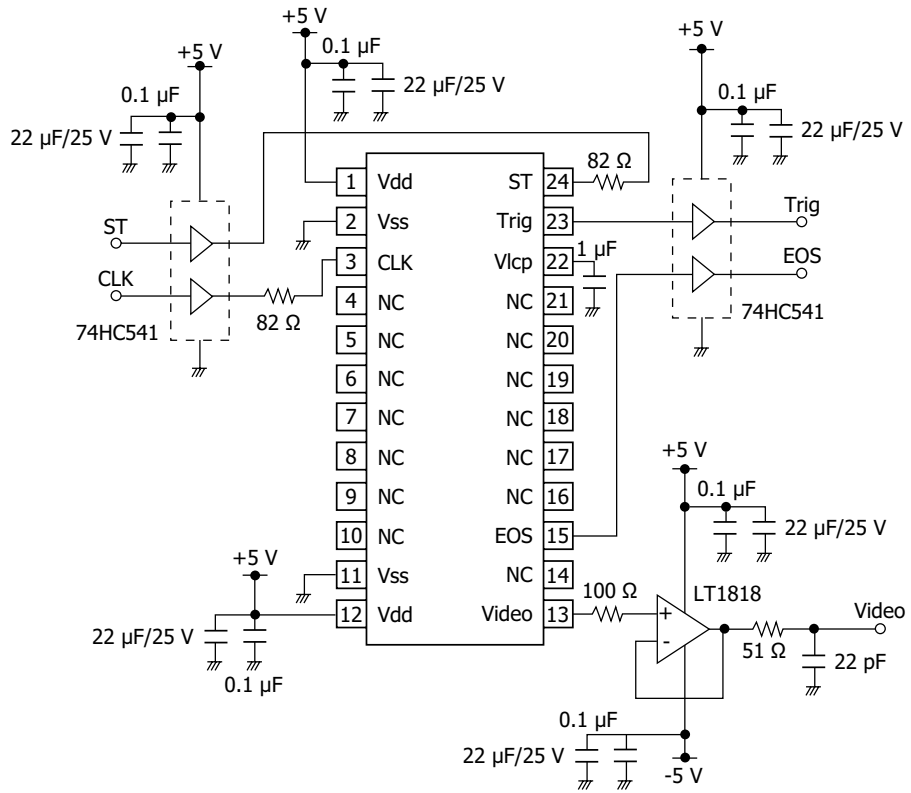 +5 V
+5 V
+5 V
0.1 µF
22 µF/25 V
0.1 µF
22 µF/25 V
0.1 µF
22 µF/25 V
82 Ω
ST
CLK
74HC541
82 Ω
Trig
EOS
74HC541
1 µF
1 Vdd
2 Vss
3 CLK
4 NC
5 NC
6 NC
7 NC
8 NC
9 NC
10 NC
11 Vss
12 Vdd
ST 24
Trig 23
Vlcp 22
NC 21
NC 20
NC 19
NC 18
NC 17
NC 16
EOS 15
NC 14
Video 13
+5 V
22 µF/25 V
0.1 µF
+5 V
0.1 µF
22 µF/25 V
100 Ω
LT1818
+
-
51 Ω
Video
22 pF
0.1 µF
22 µF/25 V
-5 V